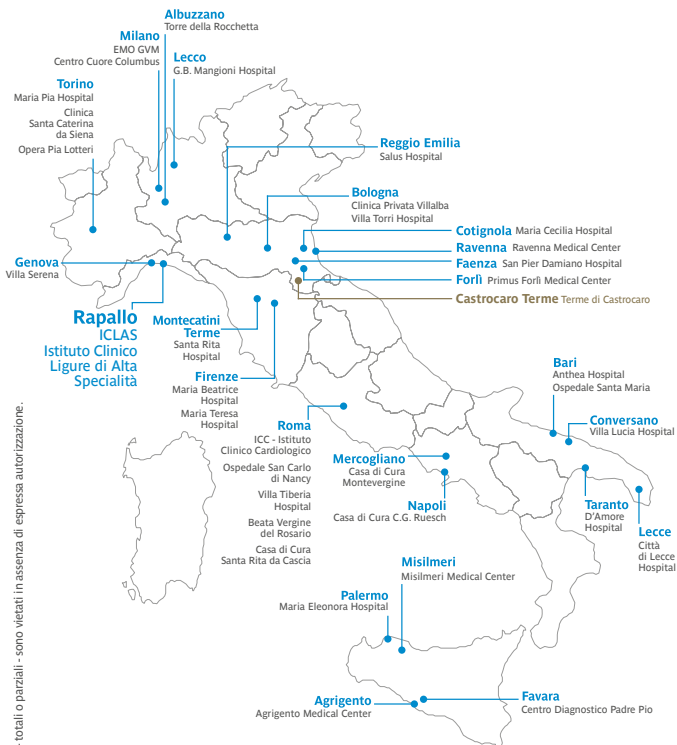 Albuzzano
Torre della Rocchetta
Milano
EMO GVM
Centro Cuore Columbus
Lecco
G.B. Mangioni Hospital
Torino
Maria Pia Hospital
Clinica
Santa Caterina
da Siena
Opera Pia Lotteri
Reggio Emilia
Salus Hospital
Bologna
Clinica Privata Villalba
Villa Torri Hospital
Cotignola Maria Cecilia Hospital
Ravenna Ravenna Medical Center
Faenza San Pier Damiano Hospital
Forlì Primus Forlì Medical Center
Castrocaro Terme Terme di Castrocaro
Genova
Villa Serena
Rapallo
ICLAS
Istituto Clinico
Ligure di Alta
Specialità
Montecatini
Terme
Santa Rita
Hospital
Firenze
Maria Beatrice
Hospital
Maria Teresa
Hospital
Roma
ICC - Istituto
Clinico Cardiologico
Ospedale San Carlo
di Nancy
Villa Tiberia
Hospital
Beata Vergine
del Rosario
Casa di Cura
Santa Rita da Cascia
Mercogliano
Casa di Cura
Montevergine
Napoli
Casa di Cura C.G. Ruesch
Bari
Anthea Hospital
Ospedale Santa Maria
Conversano
Villa Lucia Hospital
Taranto
D'Amore
Hospital
Lecce
Città
di Lecce
Hospital
Misilmeri
Misilmeri Medical Center
Palermo
Maria Eleonora Hospital
Agrigento
Agrigento Medical Center
Favara
Centro Diagnostico Padre Pio
- totali o parziali - sono vietati in assenza di espressa autorizzazione.